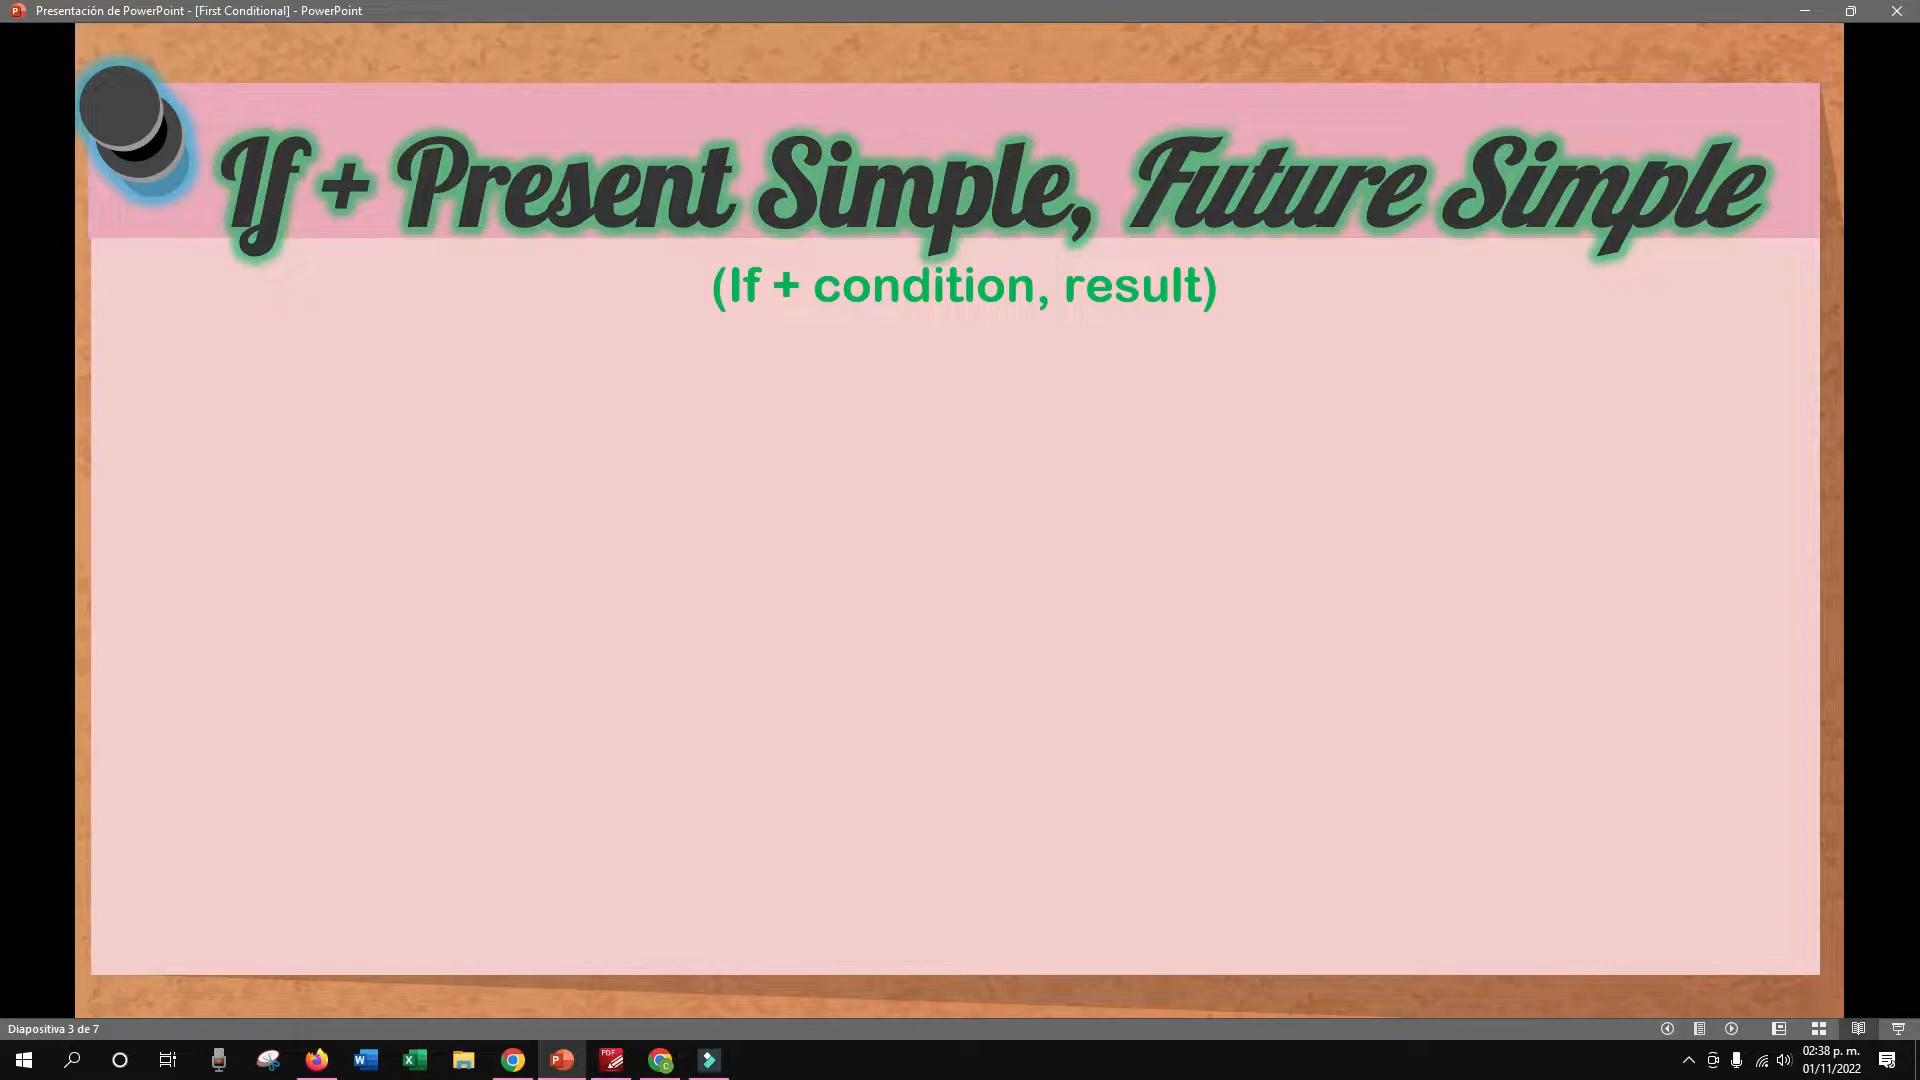 Presentación de PowerPoint - [First Conditional] - PowerPoint
If + Present Simple, Future Simple
(If + condition, result)
Diapositiva 3 de 7
02:38 p. m.
01/11/2022